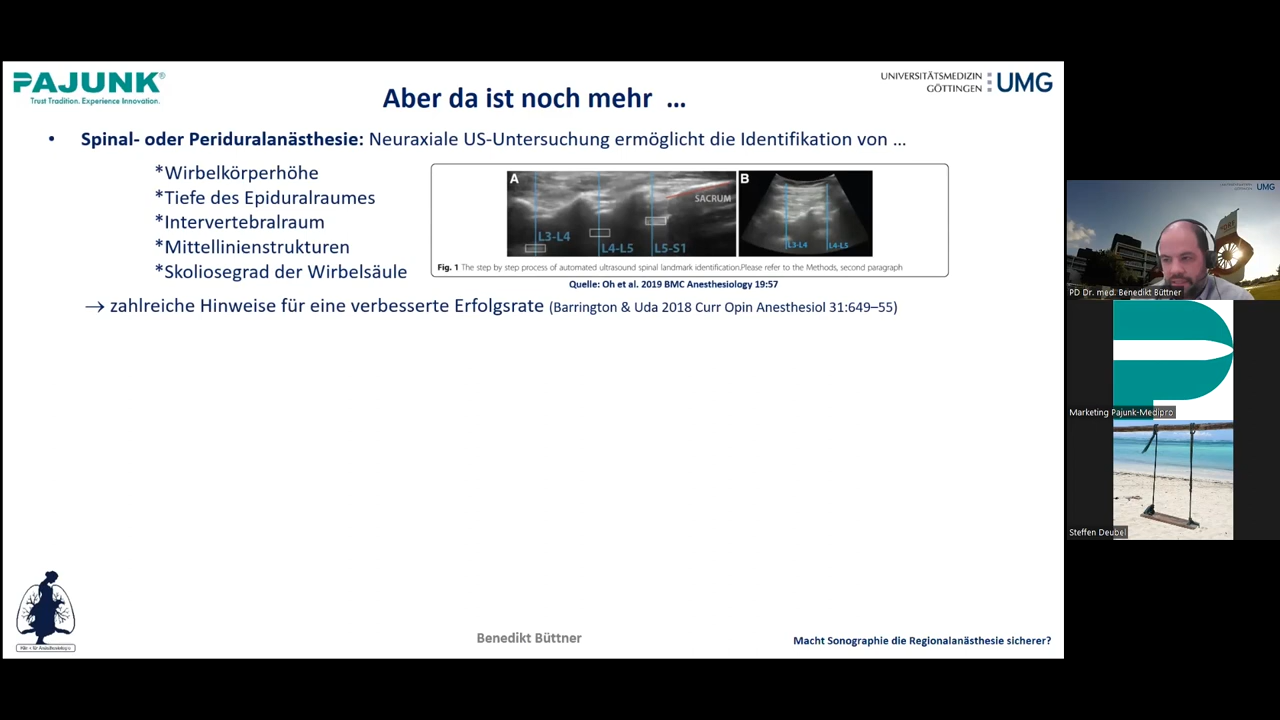 PAJUNK®
Trust Tradition. Experience Innovation.
UNIVERSITÄTSMEDIZIN
GÖTTINGEN
UMG
Aber da ist noch mehr ...
• Spinal- oder Periduralanästhesie: Neuraxiale US-Untersuchung ermöglicht die Identifikation von ...
*Wirbelkörperhöhe
*Tiefe des Epiduralraumes
*Intervertebralraum
*Mittellinienstrukturen
*Skoliosegrad der Wirbelsäule
A
SACRUM
L3-L4
L4-L5
L5-S1
B
L3-L4
L4-L5
Fig. 1 The step by step process of automated ultrasound spinal landmark identification.Please refer to the Methods, second paragraph
Quelle: Oh et al. 2019 BMC Anesthesiology 19:57
→ zahlreiche Hinweise für eine verbesserte Erfolgsrate (Barrington & Uda 2018 Curr Opin Anesthesiol 31:649–55)
Benedikt Büttner
Macht Sonographie die Regionalanästhesie sicherer?
UMG
PD Dr. med. Benedikt Büttner
Marketing Pajunk-Medipro
Steffen Deubel